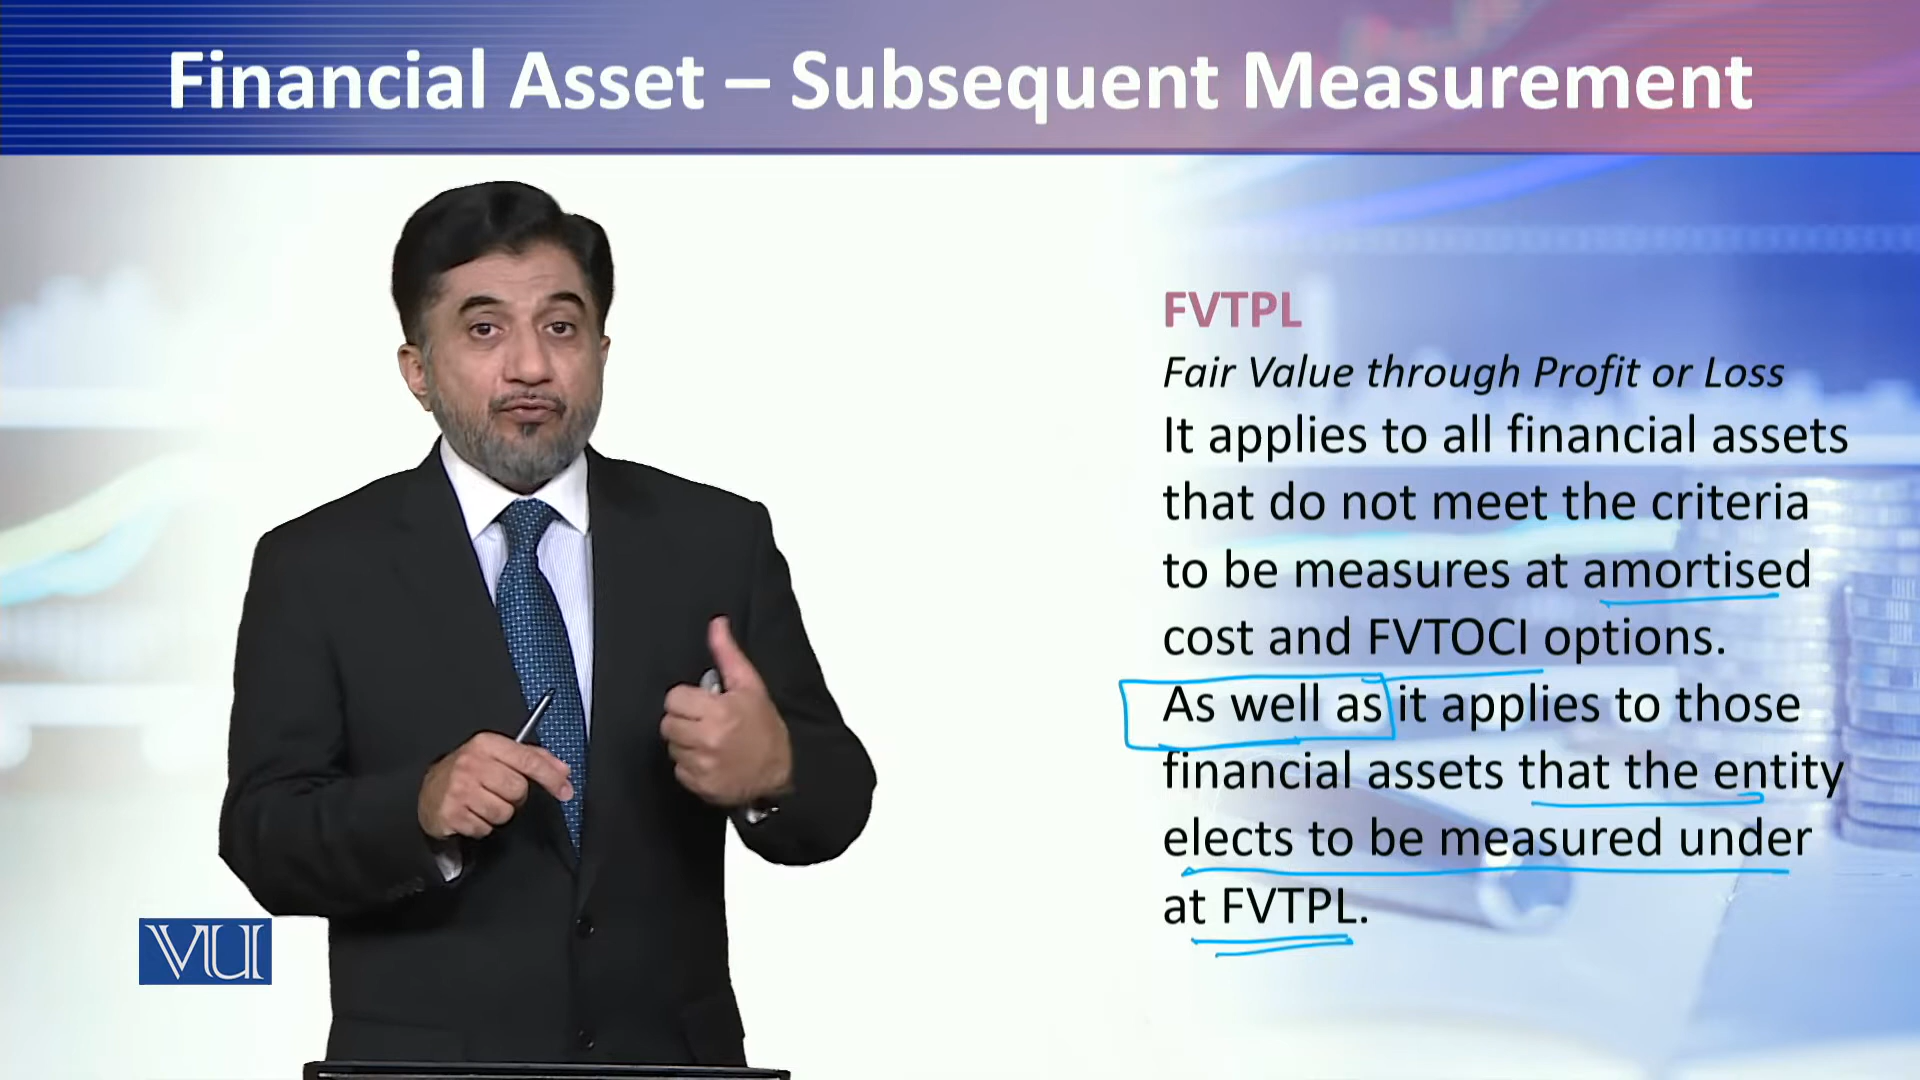 Financial Asset – Subsequent Measurement
FVTPL
Fair Value through Profit or Loss
It applies to all financial assets
that do not meet the criteria
to be measures at amortised
cost and FVTOCI options.
As well as it applies to those
financial assets that the entity
elects to be measured under
at FVTPL.
VU